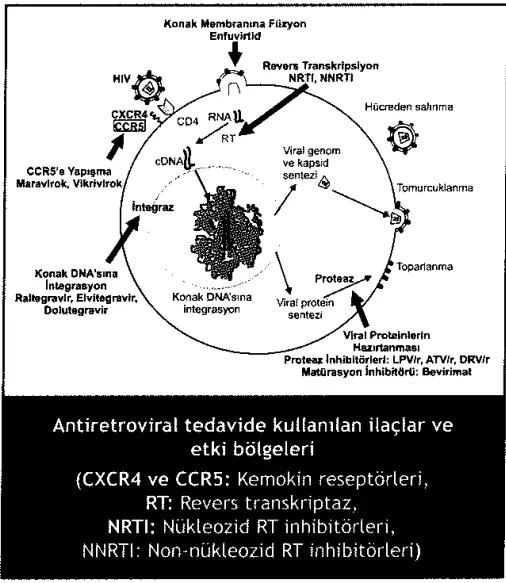 Konak Membranına Füzyon
Enfuvirtid
Revers Transkripsiyon
NRTI, NNRTI
HIV
CXCR4
CCR5
CD4
RNA
RT
cDNA
Hücreden salınma
Viral genom
ve kapsid
sentezi
Tomurcuklanma
CCR5'e Yapışma
Maravirok, Vikrivirok
İntegraz
Konak DNA'sına
İntegrasyon
Raltegravir, Elvitegravir,
Dolutegravir
Konak DNA'sına
integrasyon
Proteaz
Toparlanma
Viral protein
sentezi
Viral Proteinlerin
Hazırlanması
Proteaz İnhibitörleri: LPV/r, ATV/r, DRV/r
Matürasyon İnhibitörü: Bevirimat
Antiretroviral tedavide kullanılan ilaçlar ve
etki bölgeleri
(CXCR4 ve CCR5: Kemokin reseptörleri,
RT: Revers transkriptaz,
NRTI: Nükleozid RT inhibitörleri,
NNRTI: Non-nükleozid RT inhibitörleri)